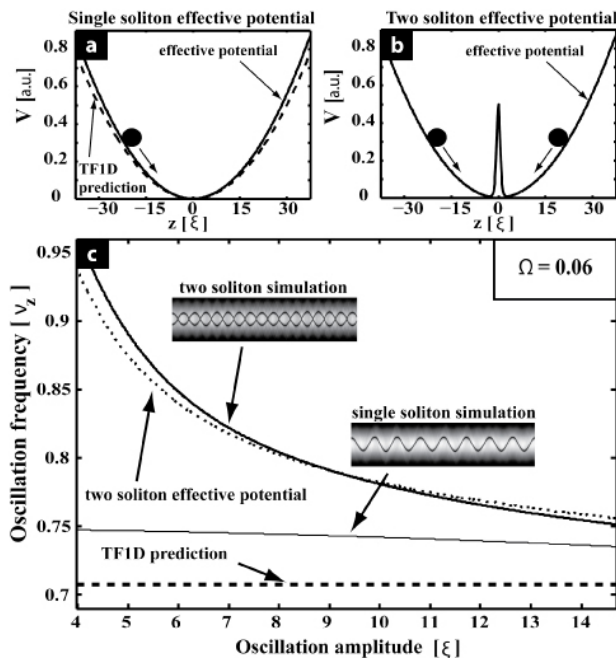 Single soliton effective potential
Two soliton effective potential
a
0.8
0.6
0.4
0.2
0
V [a.u.]
effective potential
TF1D
prediction
−30
−15
0
15
30
z [ξ]
b
0.8
0.6
0.4
0.2
0
V [a.u.]
effective potential
−30
−15
0
15
30
z [ξ]
c
Ω = 0.06
0.95
0.9
0.85
0.8
0.75
0.7
Oscillation frequency [ν_z]
two soliton simulation
single soliton simulation
two soliton effective potential
TF1D prediction
4
5
6
7
8
9
10
11
12
13
14
Oscillation amplitude [ξ]